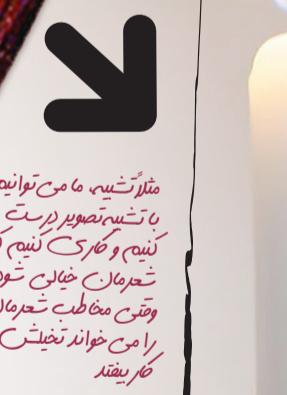 مثلاً تشبیه، ما می توانیم
با تشبیه تصویر درست
کنیم و کاری کنیم ک
شعرمان خیالی شود
وقتی مخاطب شعرمان
را می خواند تخیلش
کار بیفتد